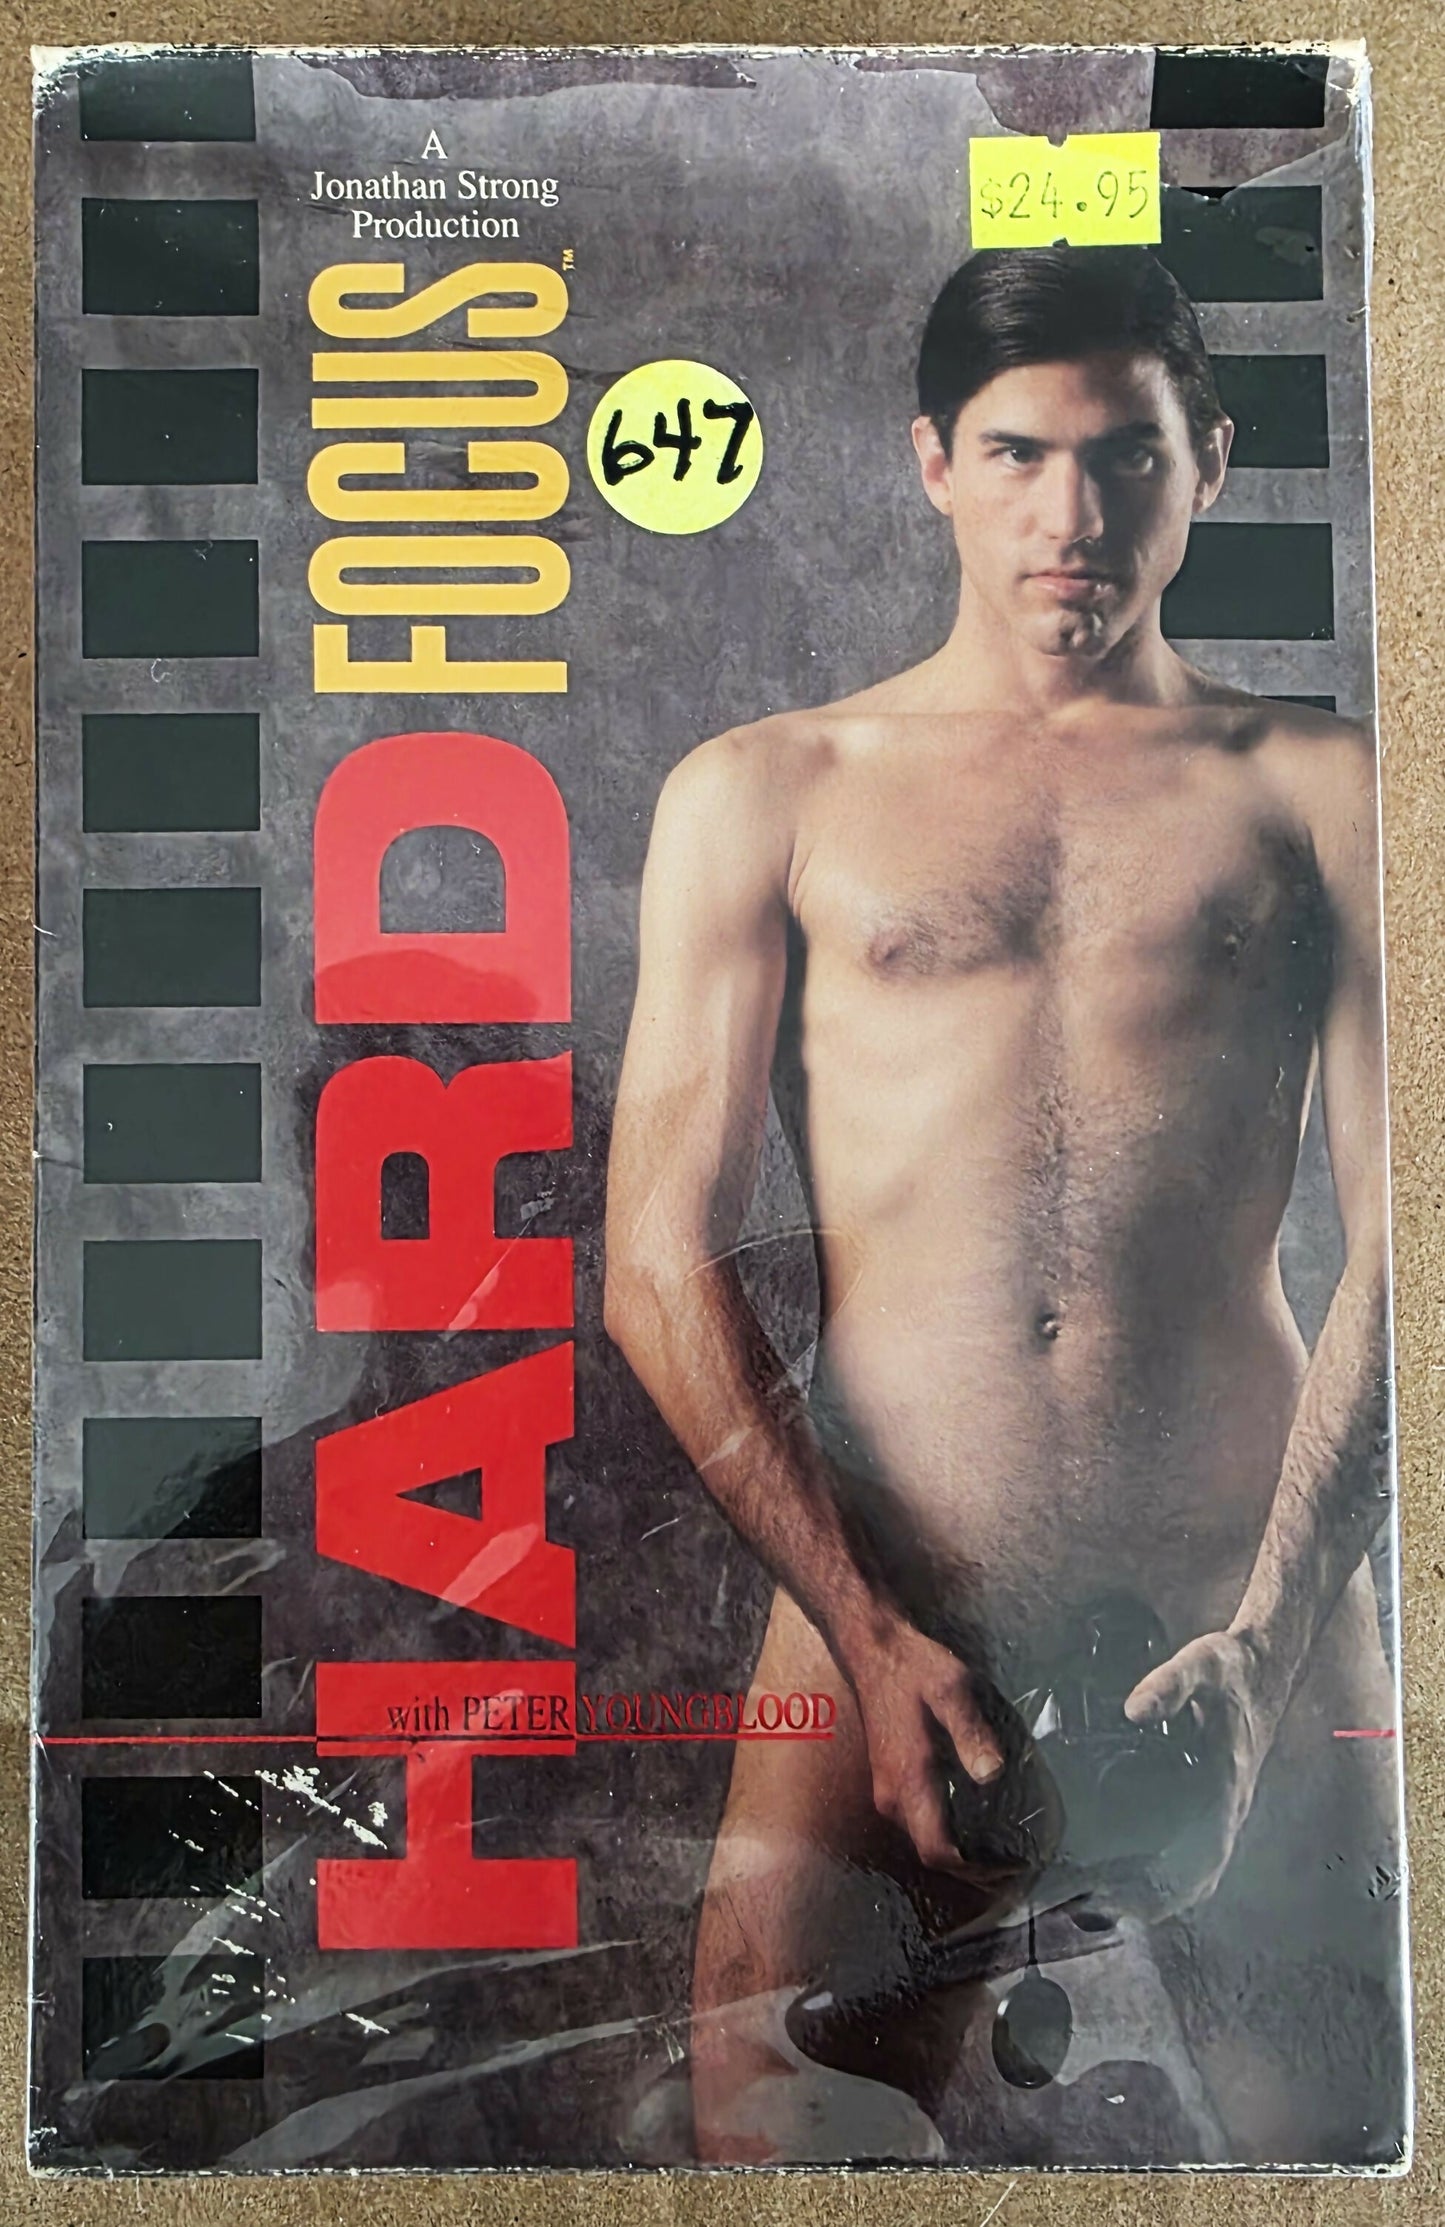 A
Jonathan Strong
Production
$24.95
647
HARD FOCUS™
with PETER YOUNGBLOOD